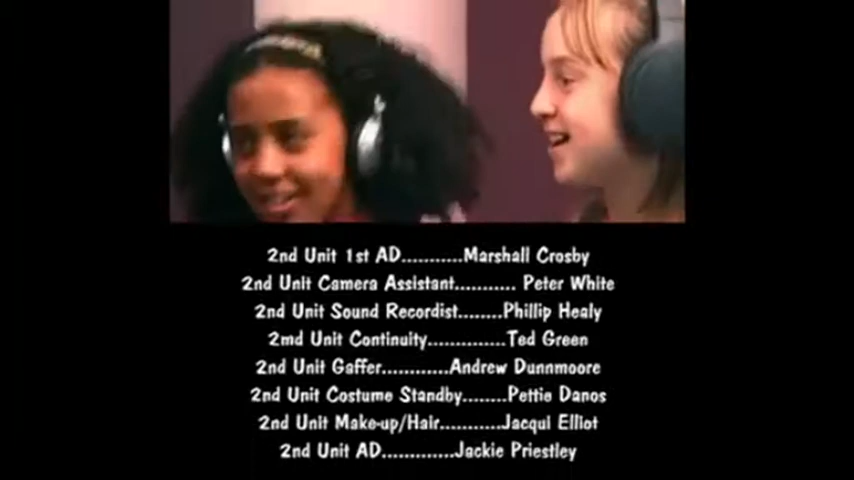 2nd Unit 1st AD...........Marshall Crosby
2nd Unit Camera Assistant........... Peter White
2nd Unit Sound Recordist........Phillip Healy
2md Unit Continuity..............Ted Green
2nd Unit Gaffer............Andrew Dunnmoore
2nd Unit Costume Standby........Pettie Danos
2nd Unit Make-up/Hair...........Jacqui Elliot
2nd Unit AD.............Jackie Priestley